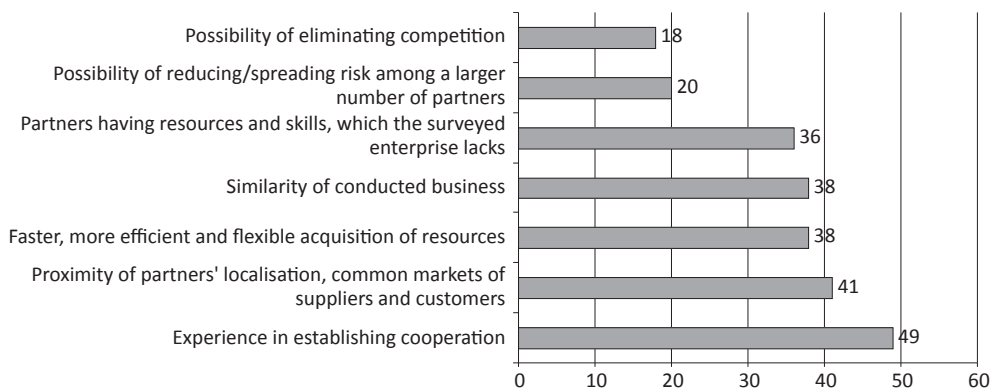 Possibility of eliminating competition
18
Possibility of reducing/spreading risk among a larger
number of partners
20
Partners having resources and skills, which the surveyed
enterprise lacks
36
Similarity of conducted business
38
Faster, more efficient and flexible acquisition of resources
38
Proximity of partners' localisation, common markets of
suppliers and customers
41
Experience in establishing cooperation
49
0 10 20 30 40 50 60